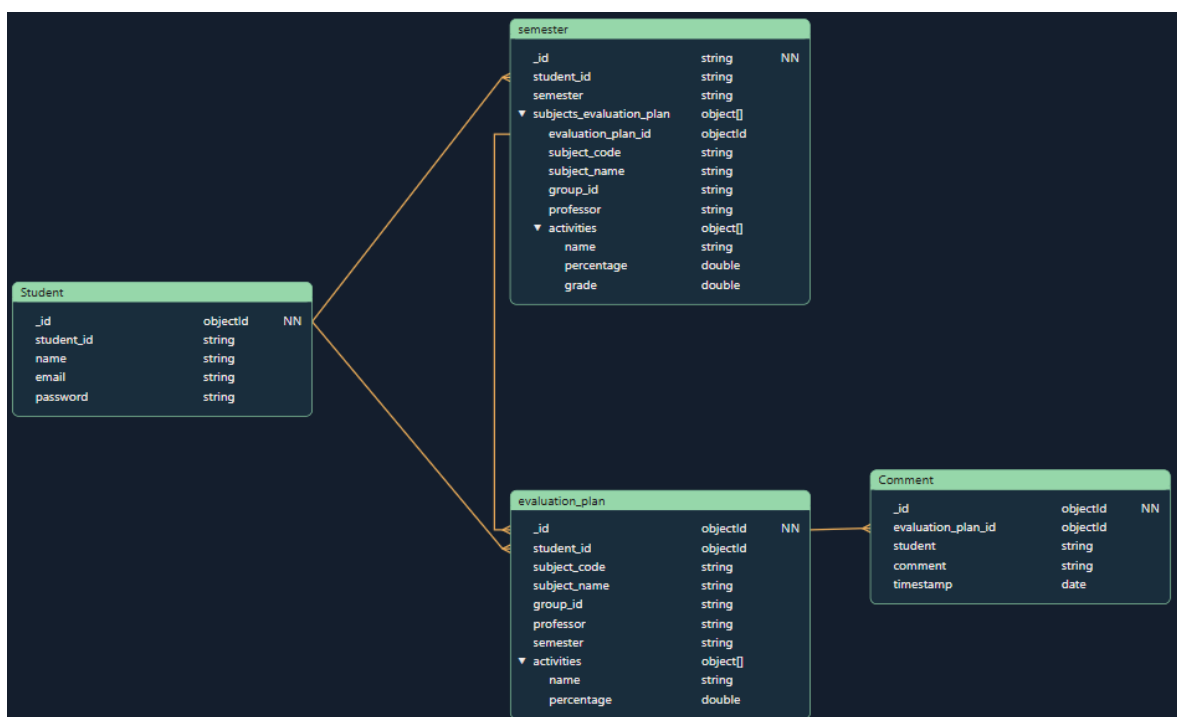 semester
_id string NN
student_id string
semester string
▼ subjects_evaluation_plan object[]
evaluation_plan_id objectId
subject_code string
subject_name string
group_id string
professor string
▼ activities object[]
name string
percentage double
grade double
Student
_id objectId NN
student_id string
name string
email string
password string
evaluation_plan
_id objectId NN
student_id objectId
subject_code string
subject_name string
group_id string
professor string
semester string
▼ activities object[]
name string
percentage double
Comment
_id objectId NN
evaluation_plan_id objectId
student string
comment string
timestamp date